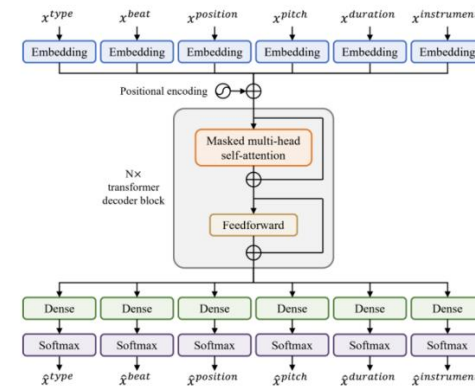 x^type x^beat x^position x^pitch x^duration x^instrument
Embedding Embedding Embedding Embedding Embedding Embedding
Positional encoding
Masked multi-head
self-attention
N×
transformer
decoder block
Feedforward
Dense Dense Dense Dense Dense Dense
Softmax Softmax Softmax Softmax Softmax Softmax
x̂^type x̂^beat x̂^position x̂^pitch x̂^duration x̂^instrument